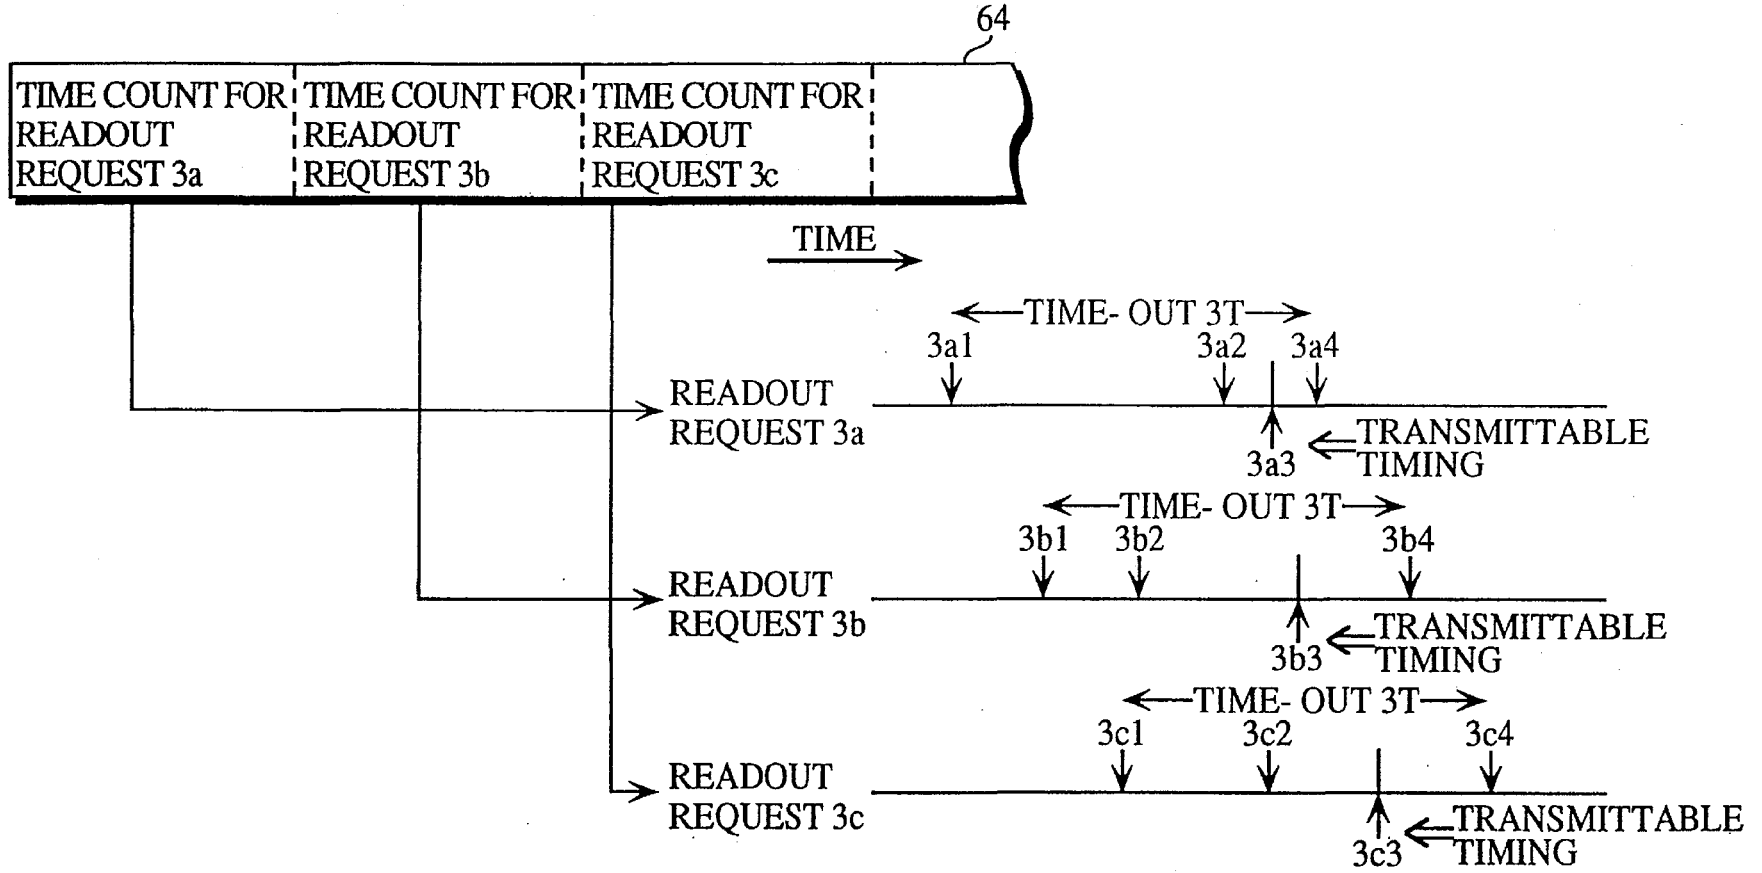 64
TIME COUNT FOR
READOUT
REQUEST 3a
TIME COUNT FOR
READOUT
REQUEST 3b
TIME COUNT FOR
READOUT
REQUEST 3c
TIME
TIME- OUT 3T
3a1
3a2
3a4
READOUT
REQUEST 3a
3a3
TRANSMITTABLE
TIMING
TIME- OUT 3T
3b1
3b2
3b4
READOUT
REQUEST 3b
3b3
TRANSMITTABLE
TIMING
TIME- OUT 3T
3c1
3c2
3c4
READOUT
REQUEST 3c
3c3
TRANSMITTABLE
TIMING